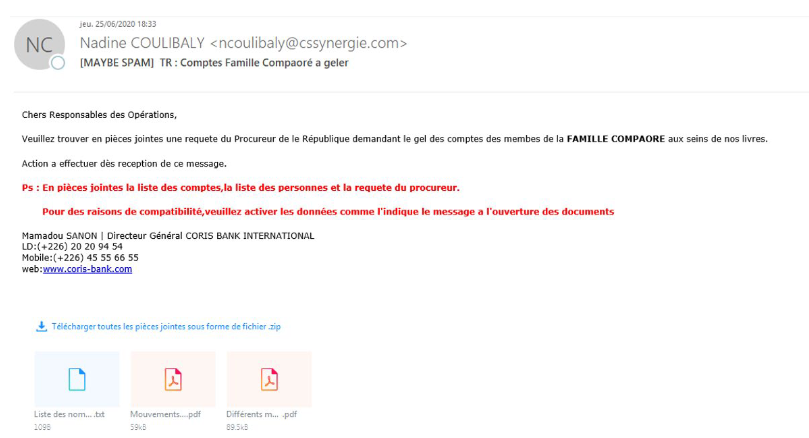 jeu. 25/06/2020 18:33
NC
Nadine COULIBALY <ncoulibaly@cssynergie.com>
[MAYBE SPAM] TR : Comptes Famille Compaoré a geler
Chers Responsables des Opérations,
Veuillez trouver en pièces jointes une requete du Procureur de le République demandant le gel des comptes des membes de la FAMILLE COMPAORE aux seins de nos livres.
Action a effectuer dès reception de ce message.
Ps : En pièces jointes la liste des comptes,la liste des personnes et la requete du procureur.
Pour des raisons de compatibilité,veuillez activer les données comme l'indique le message a l'ouverture des documents
Mamadou SANON | Directeur Général CORIS BANK INTERNATIONAL
LD:(+226) 20 20 94 54
Mobile:(+226) 45 55 66 55
web:www.coris-bank.com
Télécharger toutes les pièces jointes sous forme de fichier .zip
Liste des nom... .txt Mouvements....pdf Différents m... .pdf
109B 59kB 89.5kB